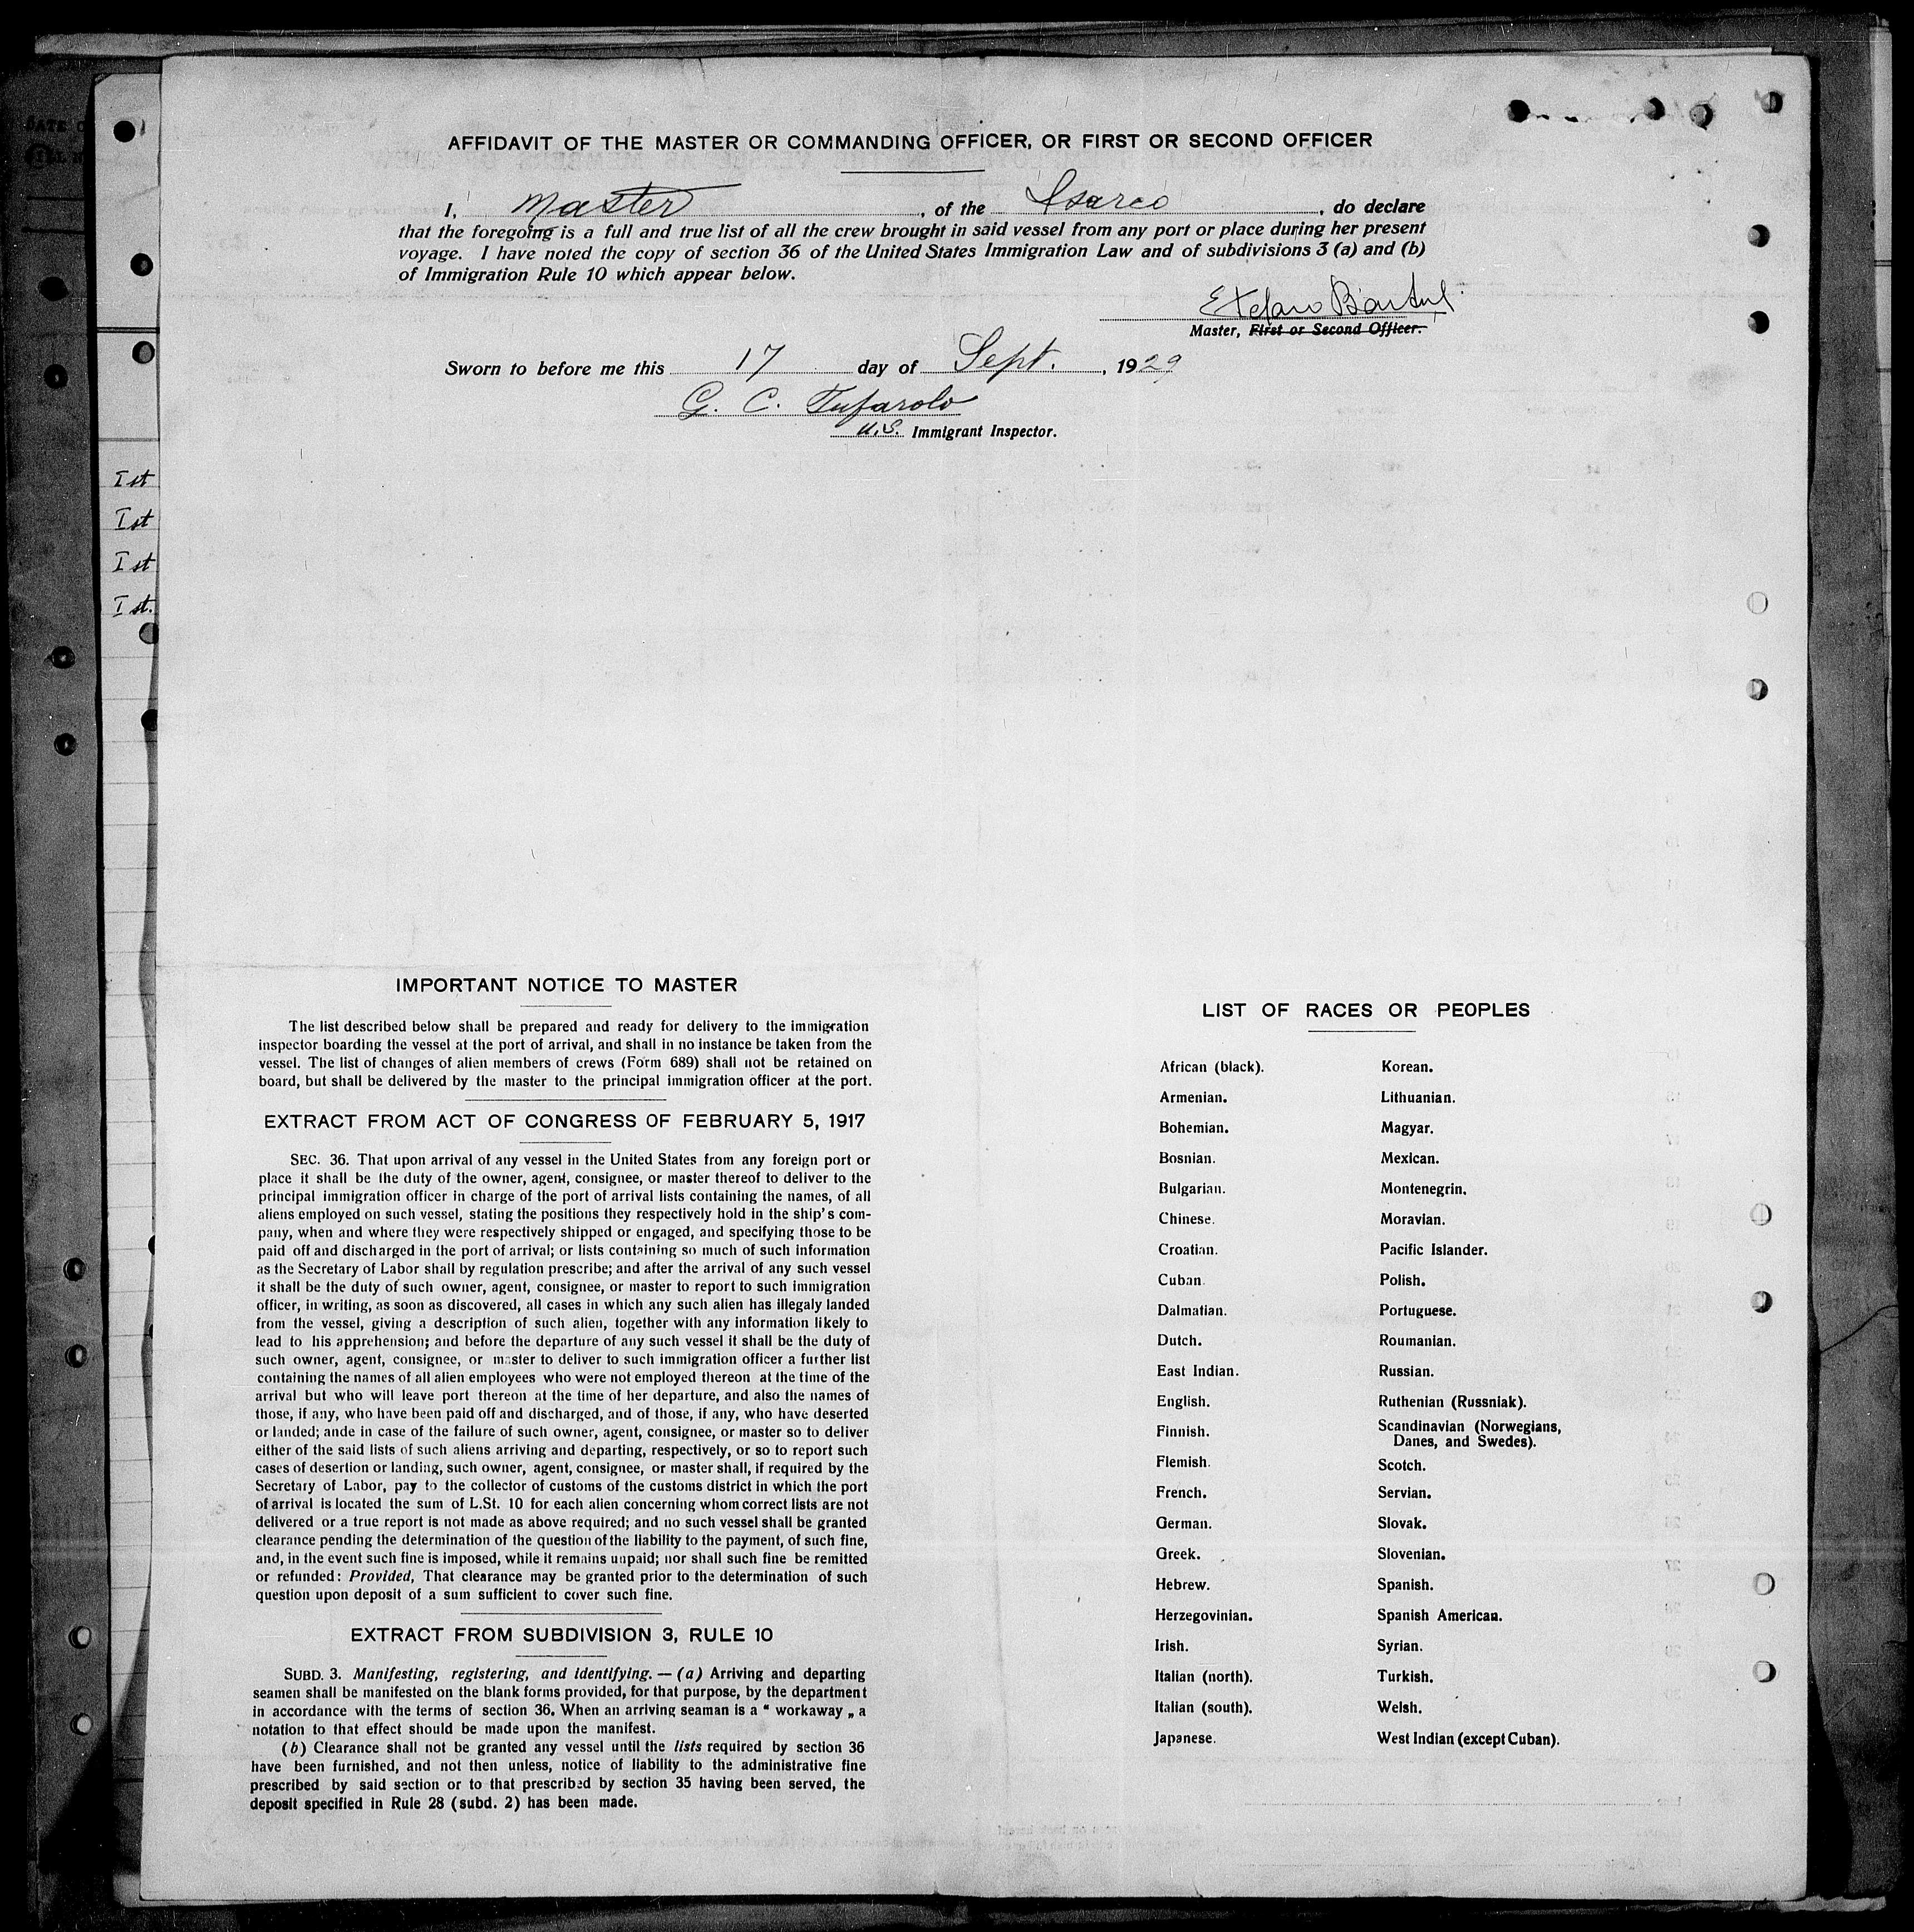 AFFIDAVIT OF THE MASTER OR COMMANDING OFFICER, OR FIRST OR SECOND OFFICER
I, Master, of the Isarco, do declare
that the foregoing is a full and true list of all the crew brought in said vessel from any port or place during her present
voyage. I have noted the copy of section 36 of the United States Immigration Law and of subdivisions 3 (a) and (b)
of Immigration Rule 10 which appear below.
Master, First or Second Officer.
Sworn to before me this 17 day of Sept., 1929
G. C. Tufarolo
U.S. Immigrant Inspector.
Ist
Ist
Ist
Ist.
IMPORTANT NOTICE TO MASTER
The list described below shall be prepared and ready for delivery to the immigration
inspector boarding the vessel at the port of arrival, and shall in no instance be taken from the
vessel. The list of changes of alien members of crews (Form 689) shall not be retained on
board, but shall be delivered by the master to the principal immigration officer at the port.
EXTRACT FROM ACT OF CONGRESS OF FEBRUARY 5, 1917
SEC. 36. That upon arrival of any vessel in the United States from any foreign port or
place it shall be the duty of the owner, agent, consignee, or master thereof to deliver to the
principal immigration officer in charge of the port of arrival lists containing the names, of all
aliens employed on such vessel, stating the positions they respectively hold in the ship's com-
pany, when and where they were respectively shipped or engaged, and specifying those to be
paid off and discharged in the port of arrival; or lists containing so much of such information
as the Secretary of Labor shall by regulation prescribe; and after the arrival of any such vessel
it shall be the duty of such owner, agent, consignee, or master to report to such immigration
officer, in writing, as soon as discovered, all cases in which any such alien has illegaly landed
from the vessel, giving a description of such alien, together with any information likely to
lead to his apprehension; and before the departure of any such vessel it shall be the duty of
such owner, agent, consignee, or master to deliver to such immigration officer a further list
containing the names of all alien employees who were not employed thereon at the time of the
arrival but who will leave port thereon at the time of her departure, and also the names of
those, if any, who have been paid off and discharged, and of those, if any, who have deserted
or landed; ande in case of the failure of such owner, agent, consignee, or master so to deliver
either of the said lists of such aliens arriving and departing, respectively, or so to report such
cases of desertion or landing, such owner, agent, consignee, or master shall, if required by the
Secretary of Labor, pay to the collector of customs of the customs district in which the port
of arrival is located the sum of L.St. 10 for each alien concerning whom correct lists are not
delivered or a true report is not made as above required; and no such vessel shall be granted
clearance pending the determination of the question of the liability to the payment, of such fine,
and, in the event such fine is imposed, while it remains unpaid; nor shall such fine be remitted
or refunded: Provided, That clearance may be granted prior to the determination of such
question upon deposit of a sum sufficient to cover such fine.
EXTRACT FROM SUBDIVISION 3, RULE 10
SUBD. 3. Manifesting, registering, and identifying. — (a) Arriving and departing
seamen shall be manifested on the blank forms provided, for that purpose, by the department
in accordance with the terms of section 36. When an arriving seaman is a “ workaway „ a
notation to that effect should be made upon the manifest.
(b) Clearance shall not be granted any vessel until the lists required by section 36
have been furnished, and not then unless, notice of liability to the administrative fine
prescribed by said section or to that prescribed by section 35 having been served, the
deposit specified in Rule 28 (subd. 2) has been made.
LIST OF RACES OR PEOPLES
African (black).
Armenian.
Bohemian.
Bosnian.
Bulgarian.
Chinese.
Croatian.
Cuban.
Dalmatian.
Dutch.
East Indian.
English.
Finnish.
Flemish.
French.
German.
Greek.
Hebrew.
Herzegovinian.
Irish.
Italian (north).
Italian (south).
Japanese.
Korean.
Lithuanian.
Magyar.
Mexican.
Montenegrin.
Moravian.
Pacific Islander.
Polish.
Portuguese.
Roumanian.
Russian.
Ruthenian (Russniak).
Scandinavian (Norwegians,
Danes, and Swedes).
Scotch.
Servian.
Slovak.
Slovenian.
Spanish.
Spanish American.
Syrian.
Turkish.
Welsh.
West Indian (except Cuban).